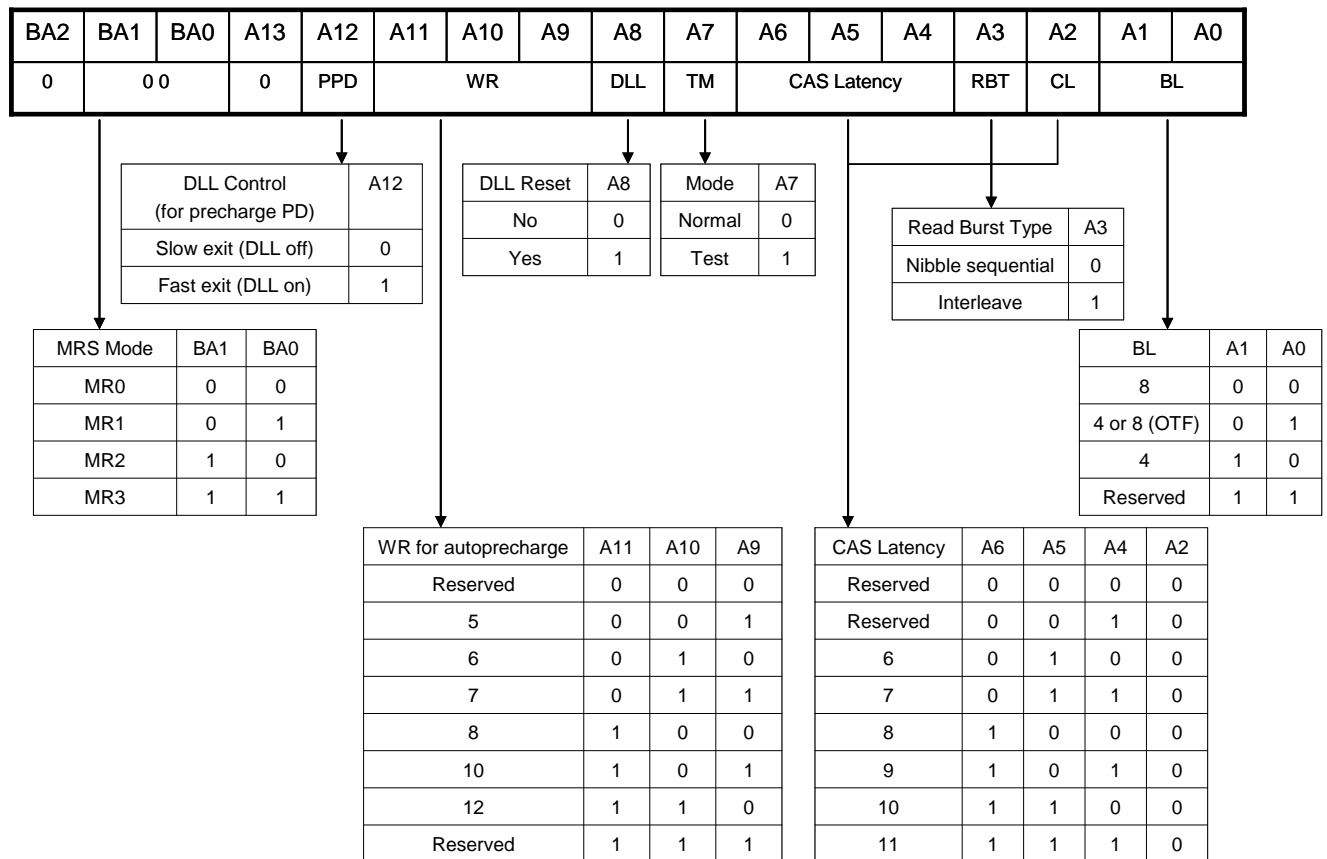 BA2 BA1 BA0 A13 A12 A11 A10 A9 A8 A7 A6 A5 A4 A3 A2 A1 A0
0 0 0 0 PPD WR DLL TM CAS Latency RBT CL BL
DLL Control (for precharge PD) A12
Slow exit (DLL off) 0
Fast exit (DLL on) 1
DLL Reset A8
No 0
Yes 1
Mode A7
Normal 0
Test 1
Read Burst Type A3
Nibble sequential 0
Interleave 1
MRS Mode BA1 BA0
MR0 0 0
MR1 0 1
MR2 1 0
MR3 1 1
BL A1 A0
8 0 0
4 or 8 (OTF) 0 1
4 1 0
Reserved 1 1
WR for autoprecharge A11 A10 A9
Reserved 0 0 0
5 0 0 1
6 0 1 0
7 0 1 1
8 1 0 0
10 1 0 1
12 1 1 0
Reserved 1 1 1
CAS Latency A6 A5 A4 A2
Reserved 0 0 0 0
Reserved 0 0 1 0
6 0 1 0 0
7 0 1 1 0
8 1 0 0 0
9 1 0 1 0
10 1 1 0 0
11 1 1 1 0